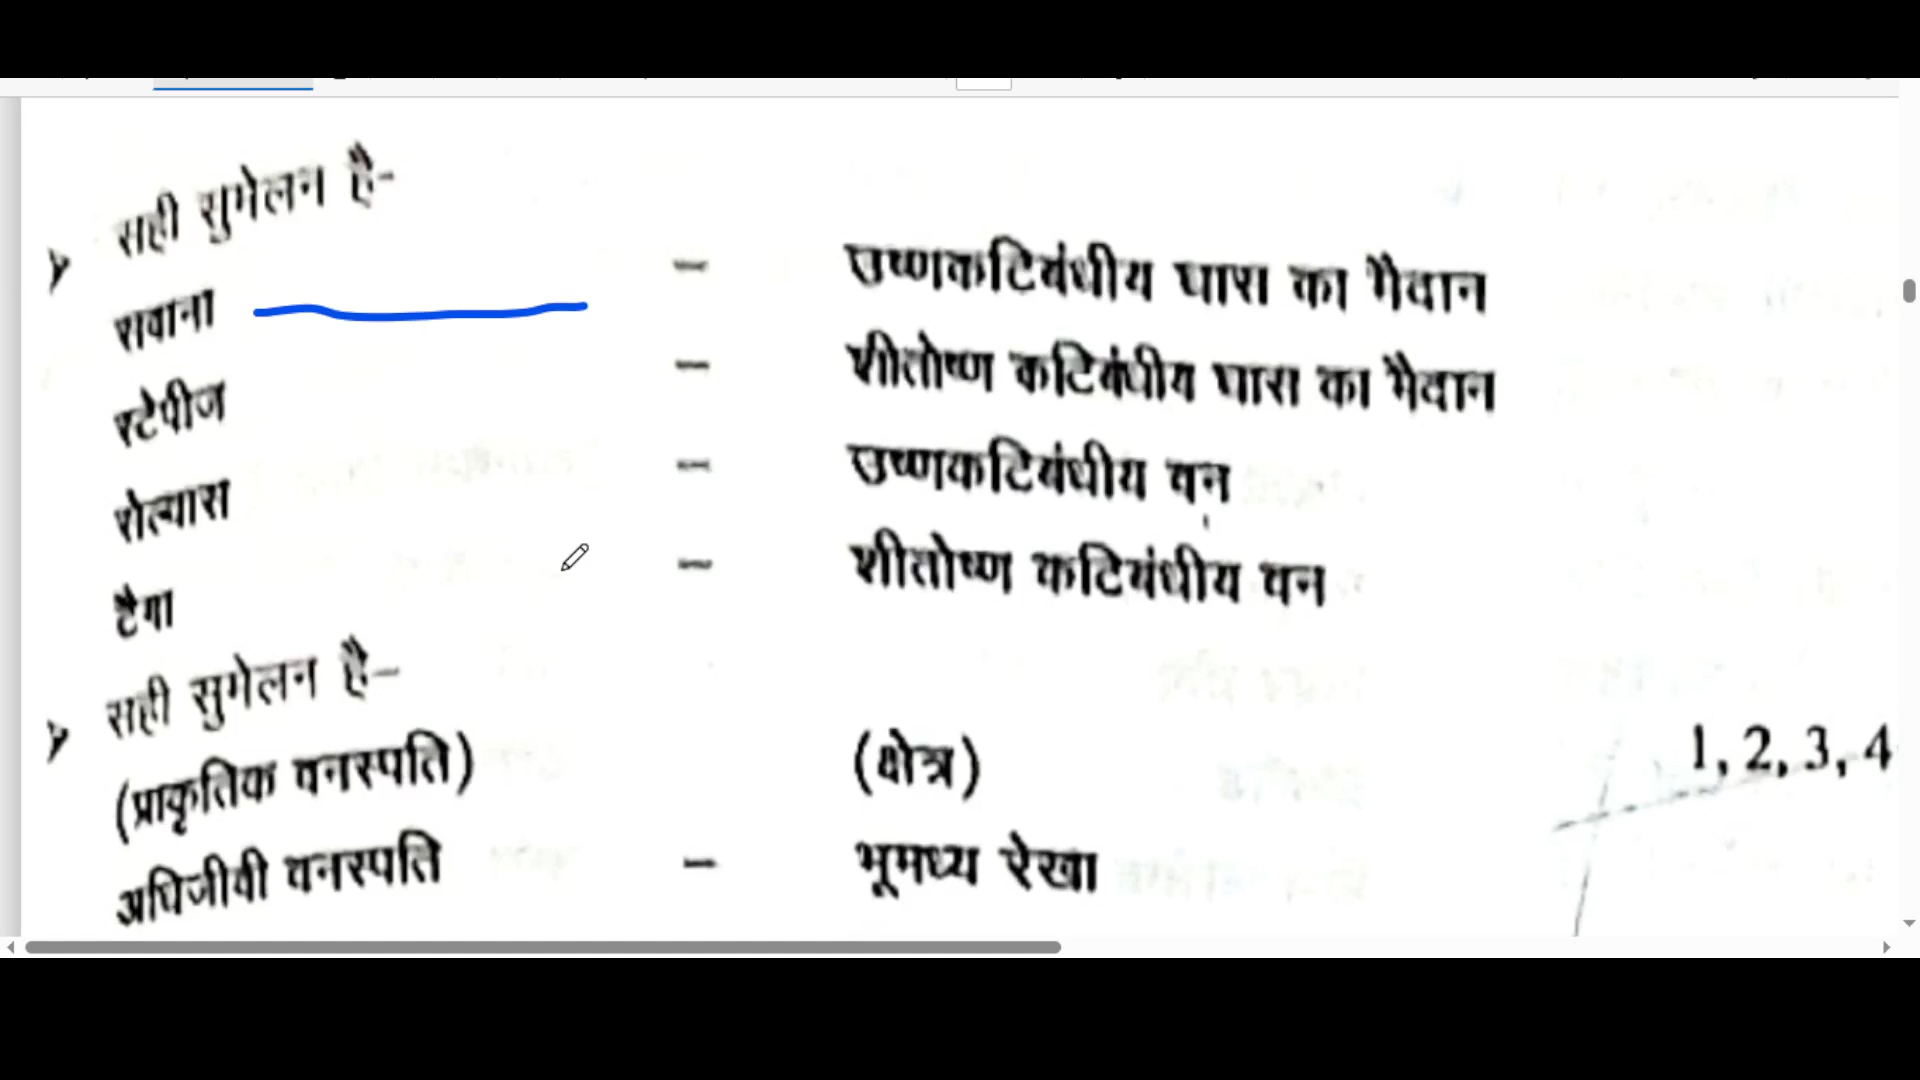 सही सुमेलन है-
सवाना – उष्णकटिबंधीय घास का मैदान
स्टेपीज – शीतोष्ण कटिबंधीय घास का मैदान
सेल्वास – उष्णकटिबंधीय वन
टैगा – शीतोष्ण कटिबंधीय वन
सही सुमेलन है–
(प्राकृतिक वनस्पति) (क्षेत्र) 1, 2, 3, 4
अधिजीवी वनस्पति – भूमध्य रेखा